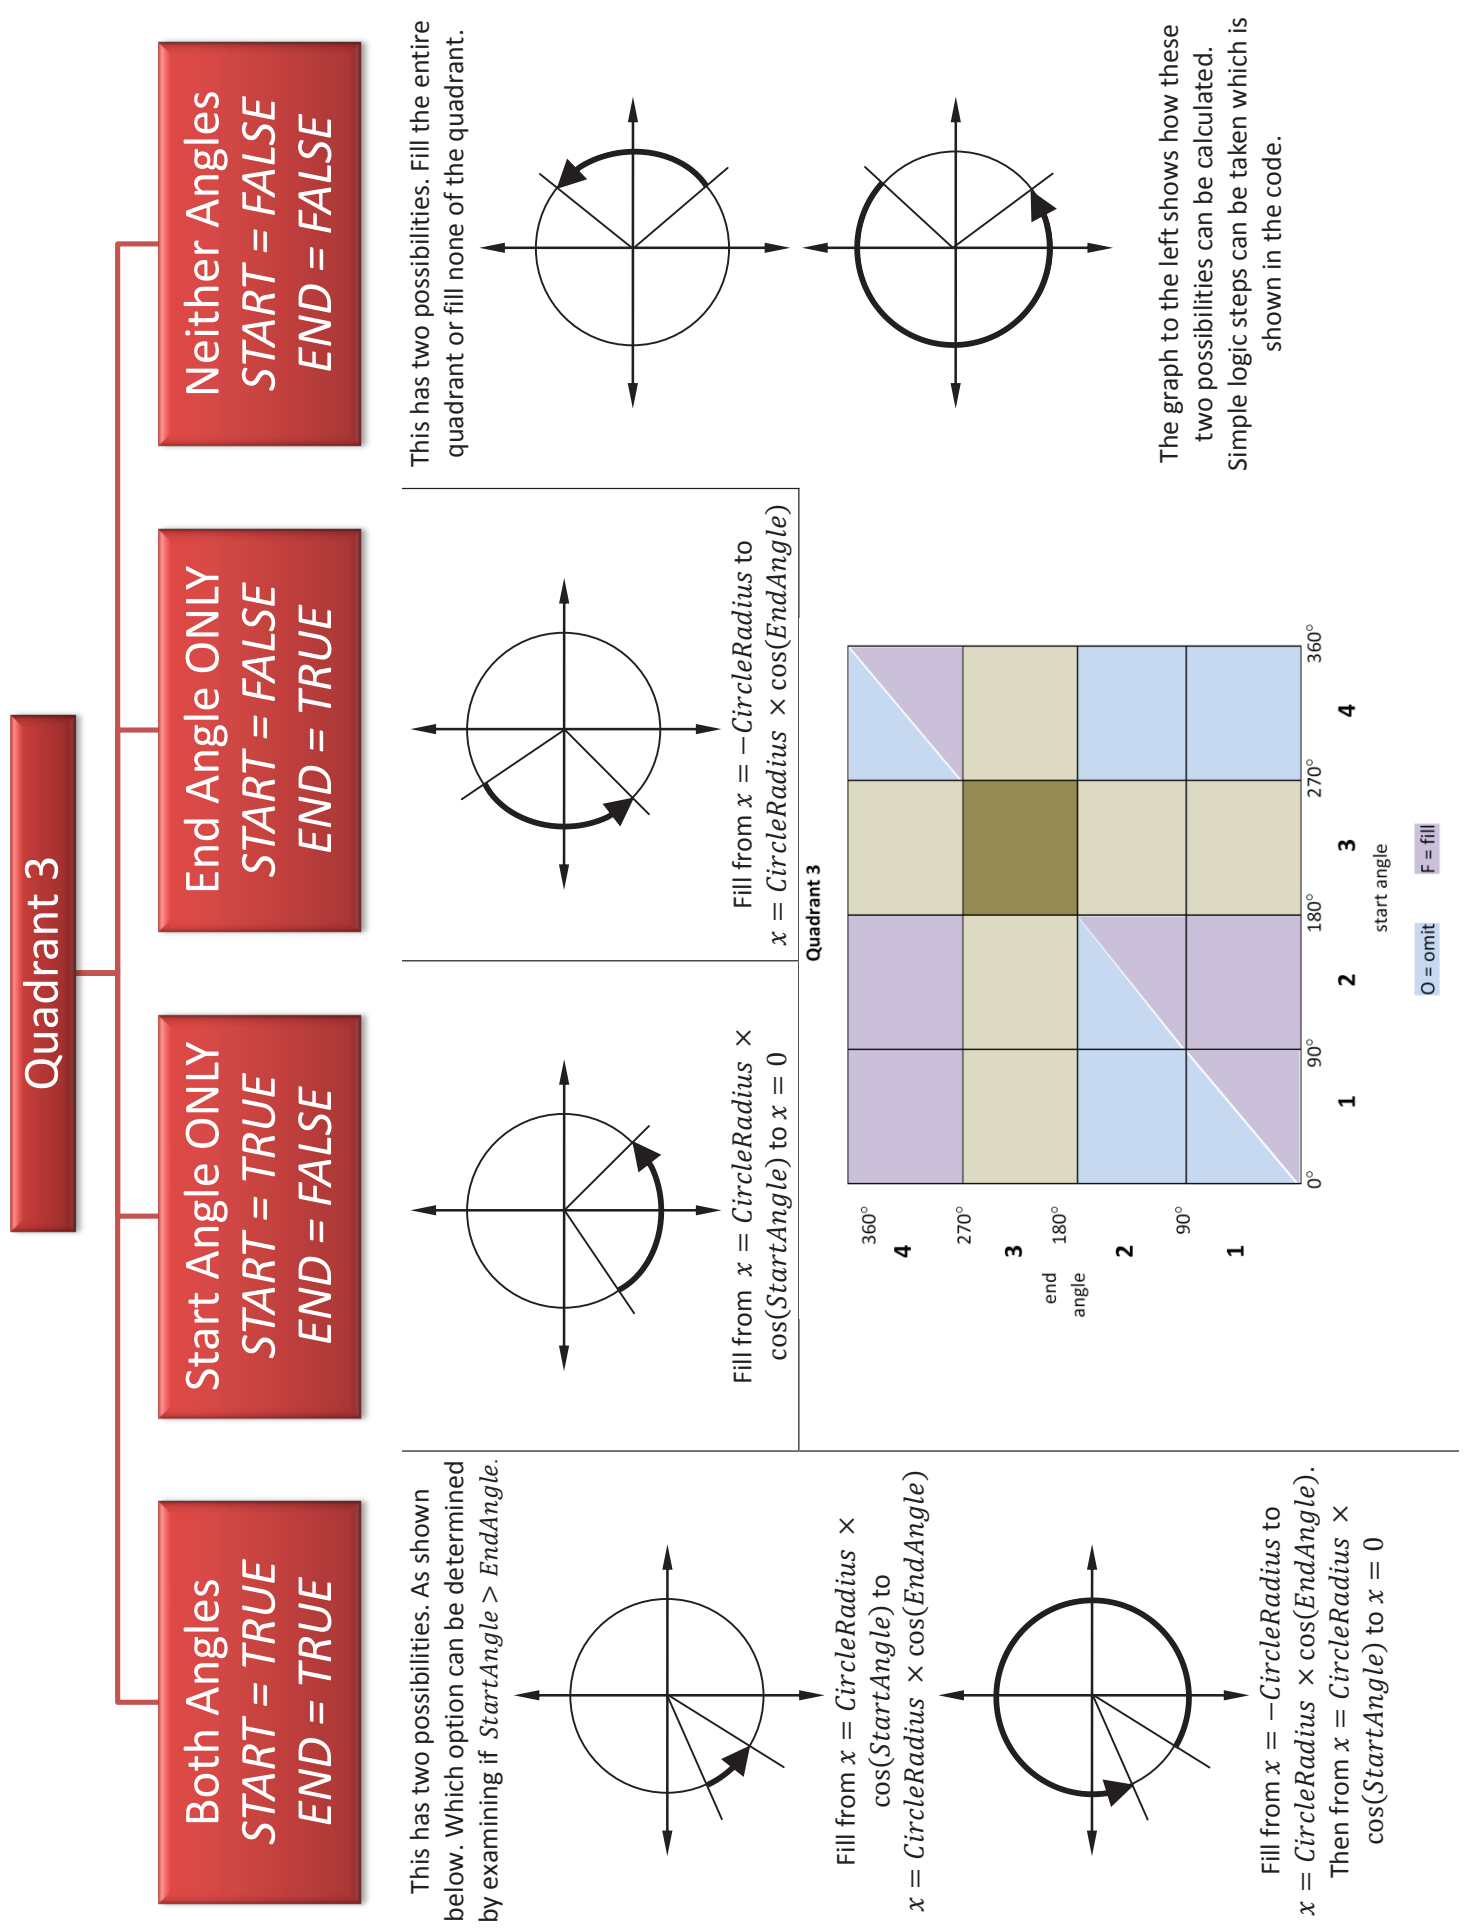 Quadrant 3
Both Angles
START = TRUE
END = TRUE
Start Angle ONLY
START = TRUE
END = FALSE
End Angle ONLY
START = FALSE
END = TRUE
Neither Angles
START = FALSE
END = FALSE
This has two possibilities. As shown
below. Which option can be determined
by examining if StartAngle > EndAngle.
Fill from x = CircleRadius ×
cos(StartAngle) to
x = CircleRadius × cos(EndAngle)
Fill from x = −CircleRadius to
x = CircleRadius × cos(EndAngle).
Then from x = CircleRadius ×
cos(StartAngle) to x = 0
Fill from x = CircleRadius ×
cos(StartAngle) to x = 0
Fill from x = −CircleRadius to
x = CircleRadius × cos(EndAngle)
This has two possibilities. Fill the entire
quadrant or fill none of the quadrant.
The graph to the left shows how these
two possibilities can be calculated.
Simple logic steps can be taken which is
shown in the code.
Quadrant 3
360°
4
270°
3
180°
end
angle
2
90°
1
0°
90°
180°
270°
360°
1
2
3
4
start angle
O = omit
F = fill